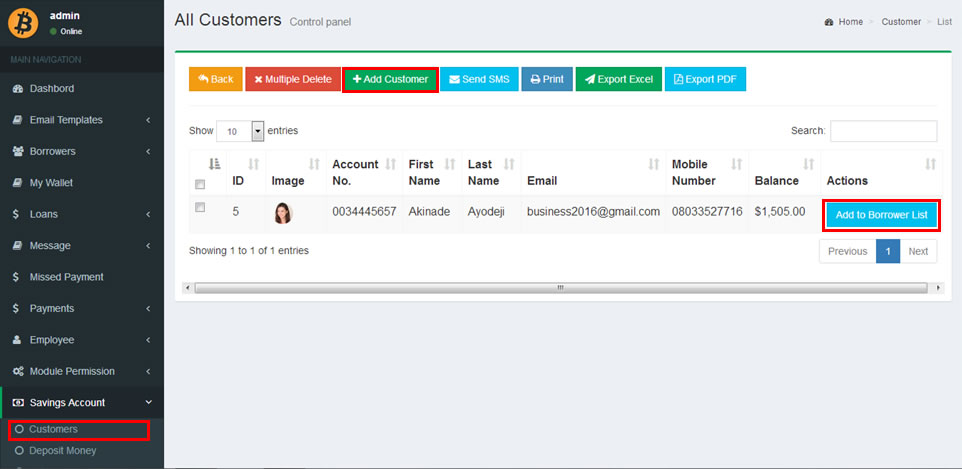 admin
Online
MAIN NAVIGATION
Dashbord
Email Templates
Borrowers
My Wallet
Loans
Message
Missed Payment
Payments
Employee
Module Permission
Savings Account
Customers
Deposit Money
All Customers Control panel
Home > Customer > List
Back Multiple Delete Add Customer Send SMS Print Export Excel Export PDF
Show 10 entries Search:
ID Image Account No. First Name Last Name Email Mobile Number Balance Actions
5 0034445657 Akinade Ayodeji business2016@gmail.com 08033527716 $1,505.00 Add to Borrower List
Showing 1 to 1 of 1 entries Previous 1 Next